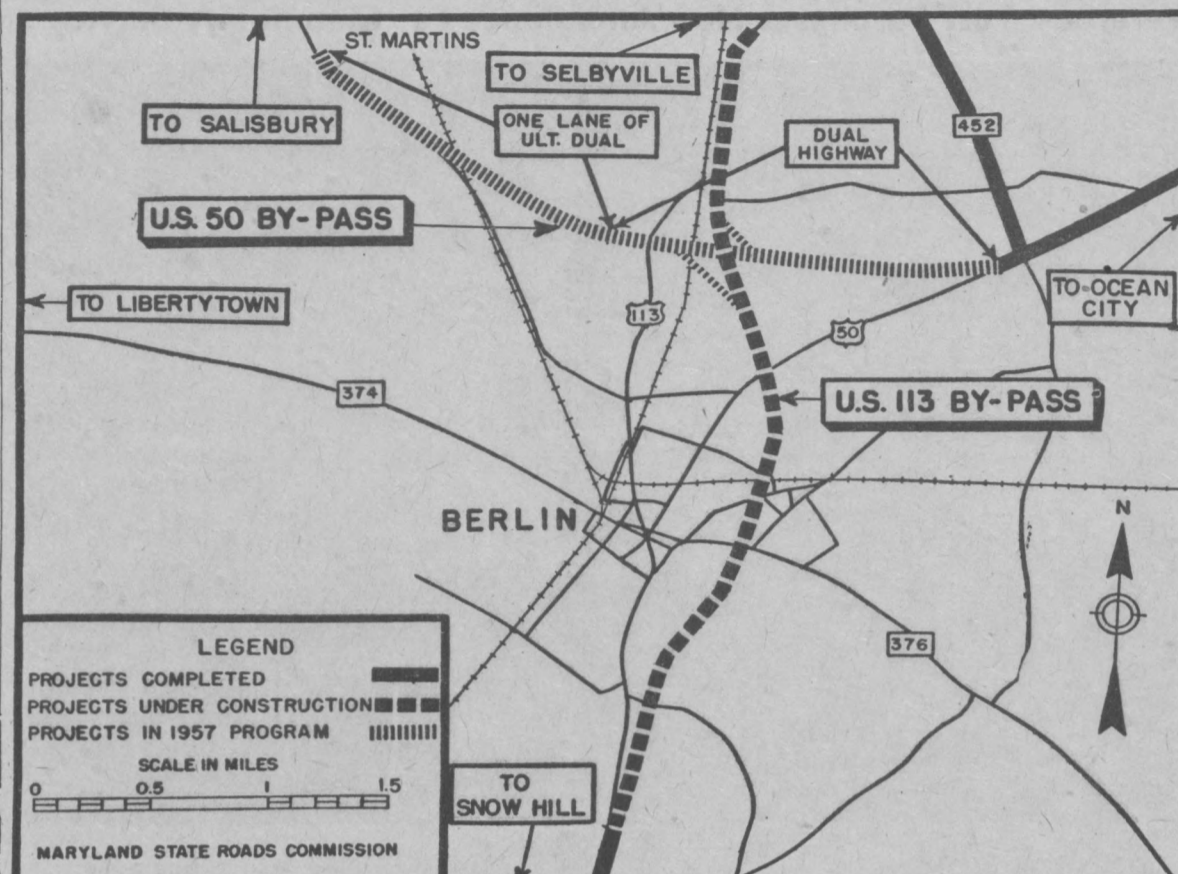 ST. MARTINS
TO SELBYVILLE
TO SALISBURY
ONE LANE OF
ULT. DUAL
DUAL
HIGHWAY
452
U.S. 50 BY-PASS
TO LIBERTYTOWN
113
50
TO OCEAN
CITY
374
U.S. 113 BY-PASS
BERLIN
N
376
LEGEND
PROJECTS COMPLETED
PROJECTS UNDER CONSTRUCTION
PROJECTS IN 1957 PROGRAM
SCALE IN MILES
0 0.5 1 1.5
MARYLAND STATE ROADS COMMISSION
TO
SNOW HILL